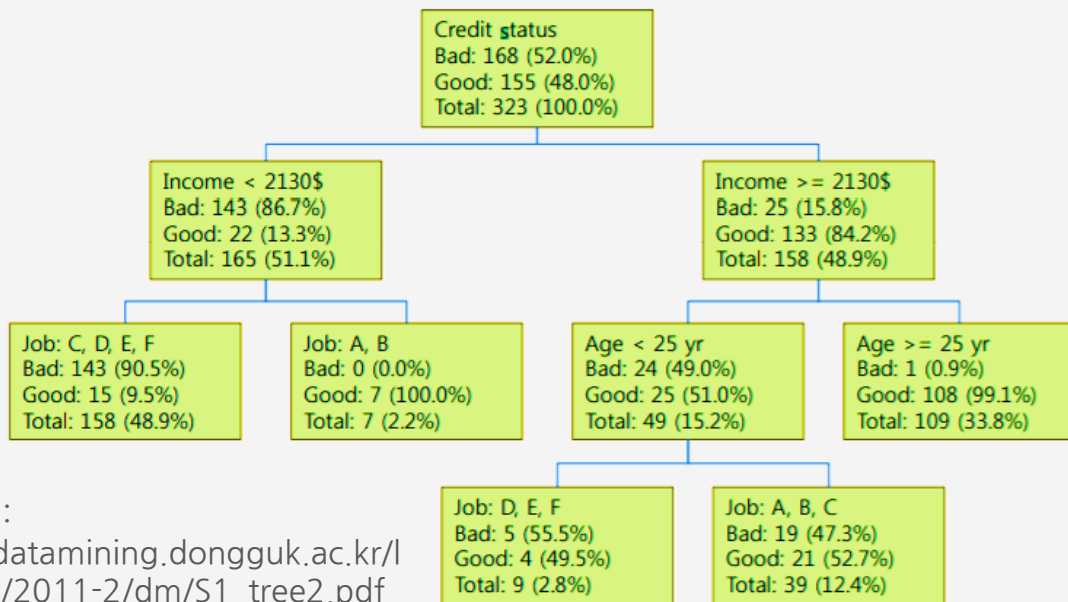 Credit status
Bad: 168 (52.0%)
Good: 155 (48.0%)
Total: 323 (100.0%)
Income < 2130$
Bad: 143 (86.7%)
Good: 22 (13.3%)
Total: 165 (51.1%)
Income >= 2130$
Bad: 25 (15.8%)
Good: 133 (84.2%)
Total: 158 (48.9%)
Job: C, D, E, F
Bad: 143 (90.5%)
Good: 15 (9.5%)
Total: 158 (48.9%)
Job: A, B
Bad: 0 (0.0%)
Good: 7 (100.0%)
Total: 7 (2.2%)
Age < 25 yr
Bad: 24 (49.0%)
Good: 25 (51.0%)
Total: 49 (15.2%)
Age >= 25 yr
Bad: 1 (0.9%)
Good: 108 (99.1%)
Total: 109 (33.8%)
Job: D, E, F
Bad: 5 (55.5%)
Good: 4 (49.5%)
Total: 9 (2.8%)
Job: A, B, C
Bad: 19 (47.3%)
Good: 21 (52.7%)
Total: 39 (12.4%)
:
datamining.dongguk.ac.kr/l
/2011-2/dm/S1_tree2.pdf